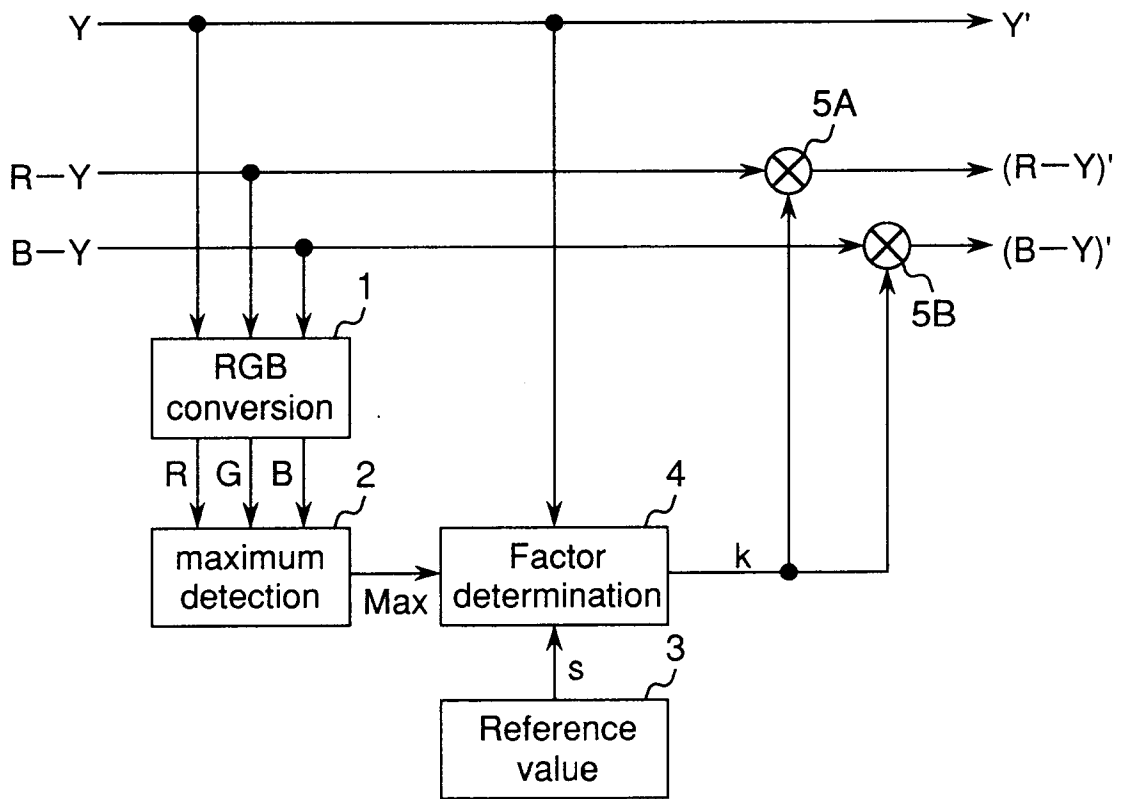 Y
Y'
5A
R—Y
(R—Y)'
B—Y
(B—Y)'
5B
1
RGB
conversion
R
G
B
2
4
maximum
detection
Max
Factor
determination
k
s
3
Reference
value